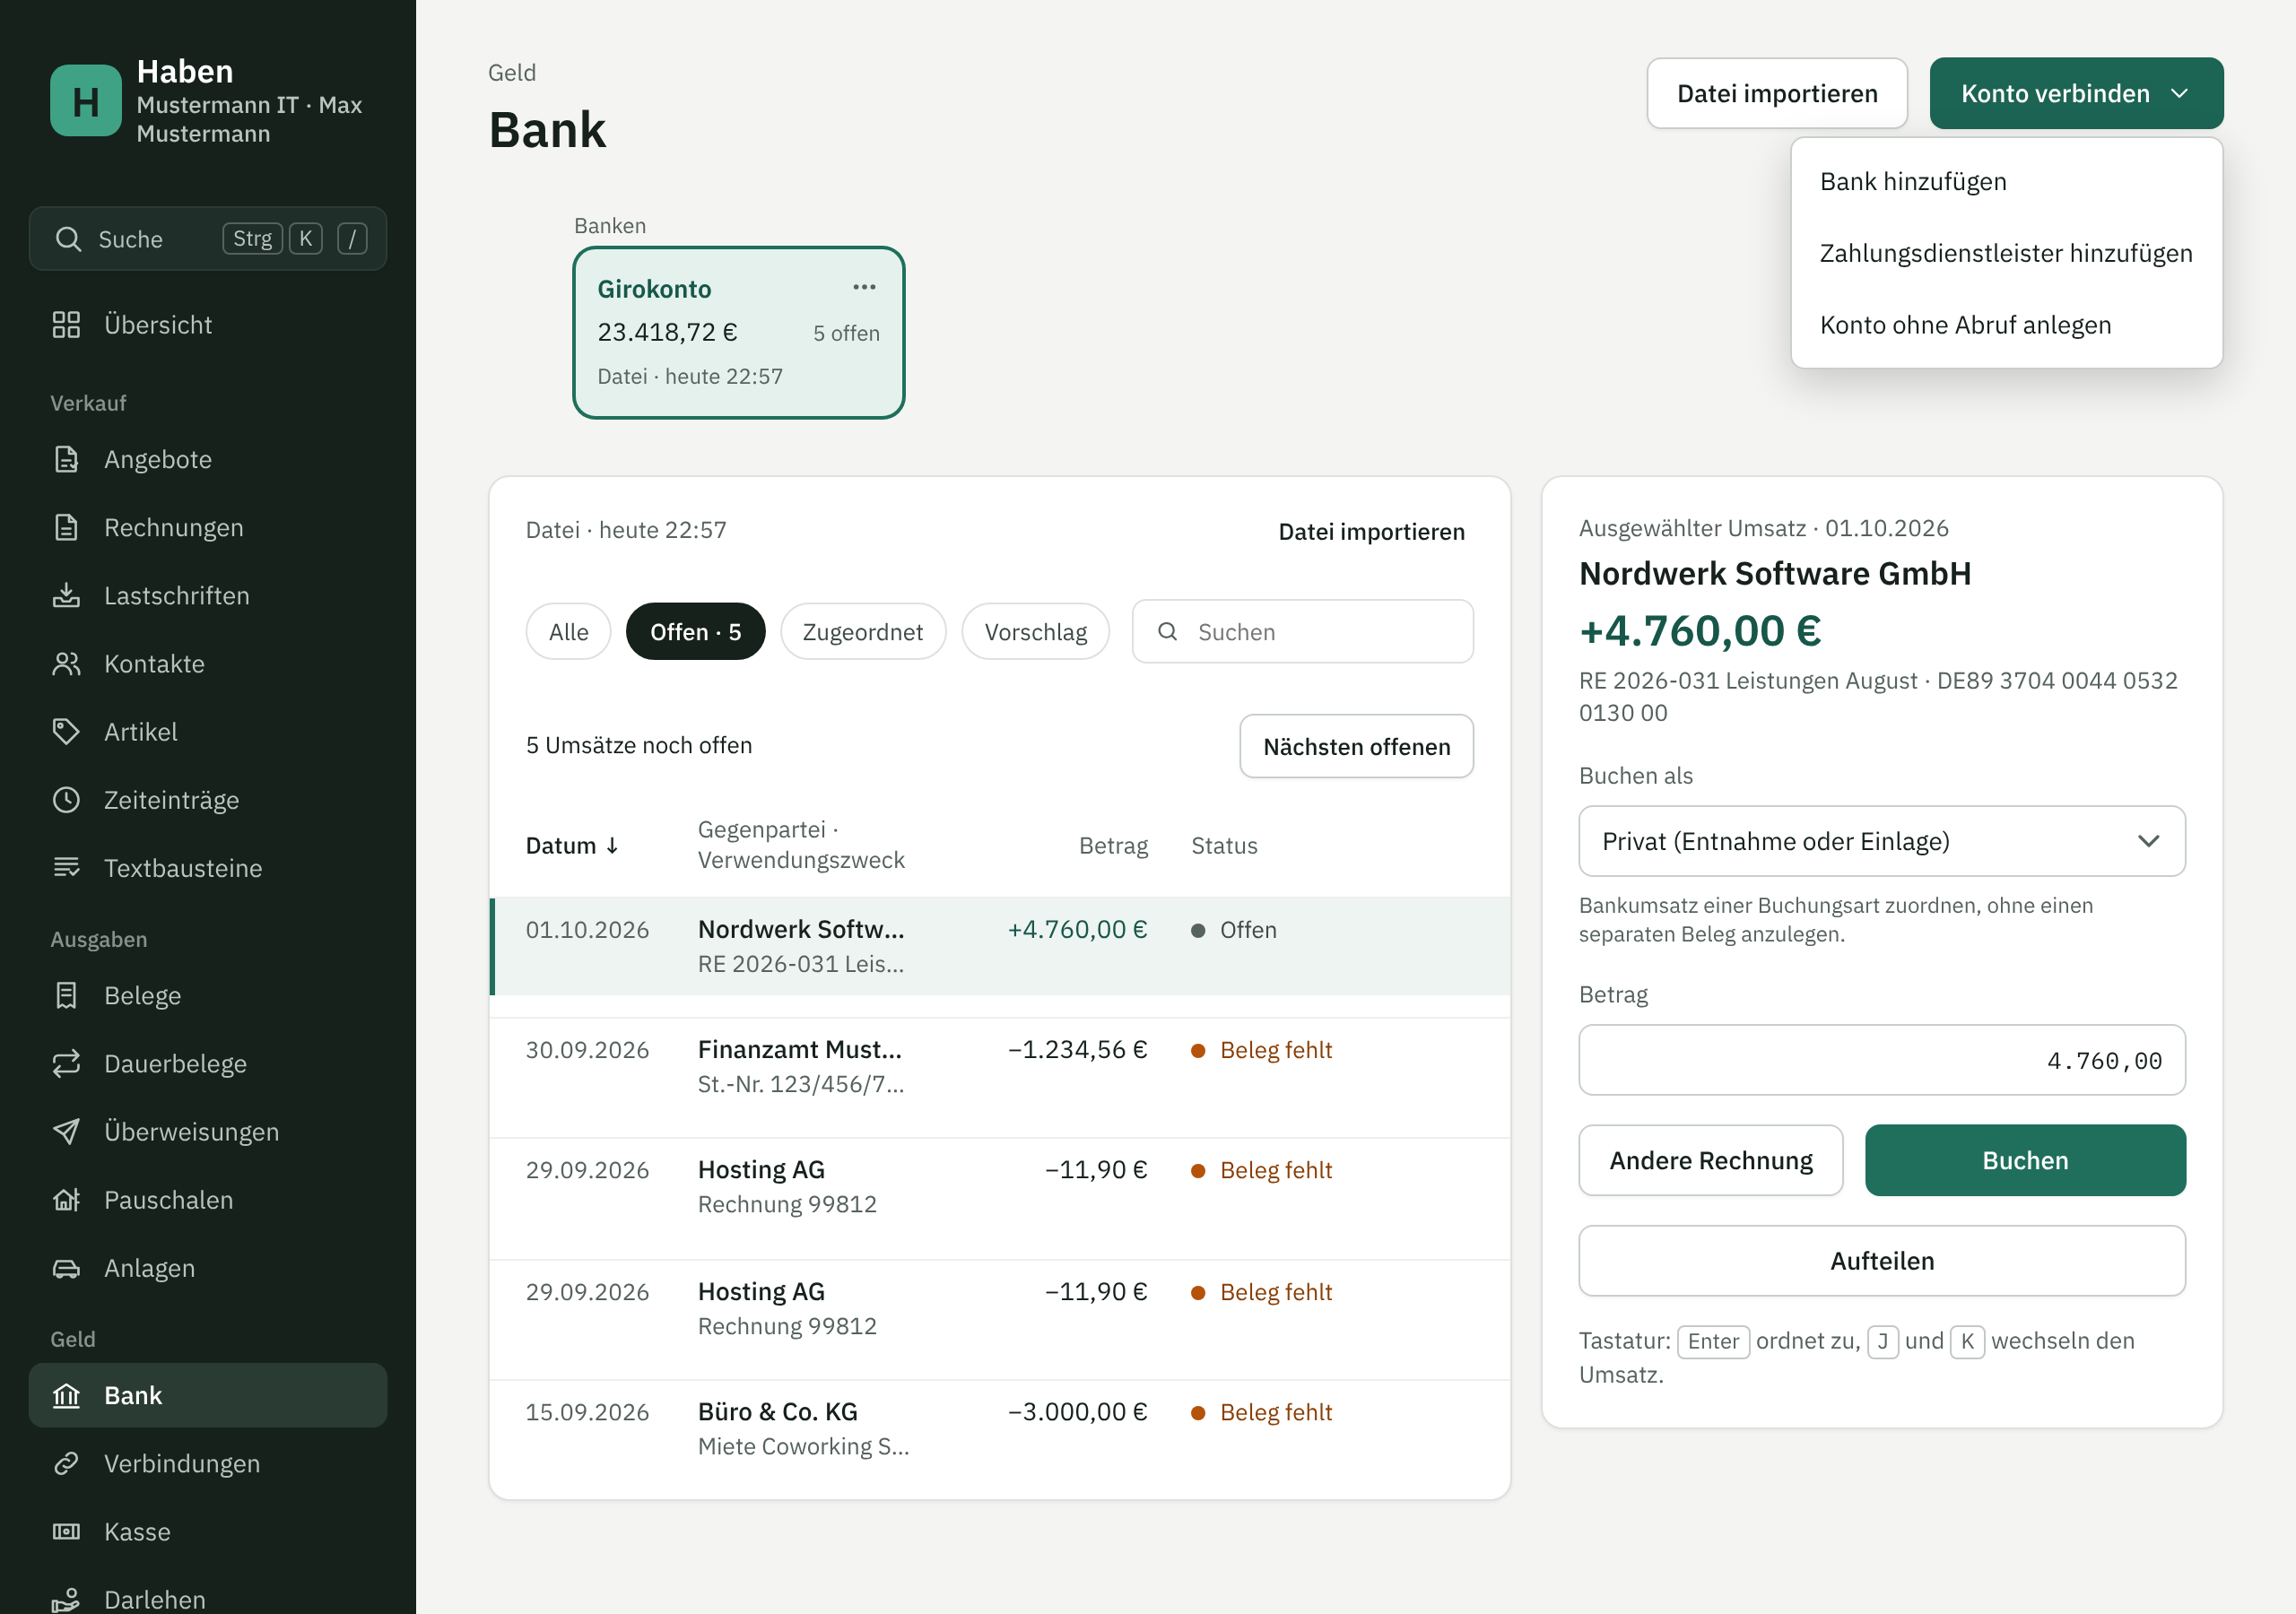 H
Haben
Mustermann IT · Max
Mustermann
Suche Strg K /
Übersicht
Verkauf
Angebote
Rechnungen
Lastschriften
Kontakte
Artikel
Zeiteinträge
Textbausteine
Ausgaben
Belege
Dauerbelege
Überweisungen
Pauschalen
Anlagen
Geld
Bank
Verbindungen
Kasse
Darlehen
Geld
Bank
Datei importieren
Konto verbinden
Bank hinzufügen
Zahlungsdienstleister hinzufügen
Konto ohne Abruf anlegen
Banken
Girokonto ···
23.418,72 € 5 offen
Datei · heute 22:57
Datei · heute 22:57 Datei importieren
Alle Offen · 5 Zugeordnet Vorschlag Suchen
5 Umsätze noch offen Nächsten offenen
Datum ↓ Gegenpartei · Verwendungszweck Betrag Status
01.10.2026 Nordwerk Softw... +4.760,00 € Offen
RE 2026-031 Leis...
30.09.2026 Finanzamt Must... −1.234,56 € Beleg fehlt
St.-Nr. 123/456/7...
29.09.2026 Hosting AG −11,90 € Beleg fehlt
Rechnung 99812
29.09.2026 Hosting AG −11,90 € Beleg fehlt
Rechnung 99812
15.09.2026 Büro & Co. KG −3.000,00 € Beleg fehlt
Miete Coworking S...
Ausgewählter Umsatz · 01.10.2026
Nordwerk Software GmbH
+4.760,00 €
RE 2026-031 Leistungen August · DE89 3704 0044 0532
0130 00
Buchen als
Privat (Entnahme oder Einlage)
Bankumsatz einer Buchungsart zuordnen, ohne einen
separaten Beleg anzulegen.
Betrag
4.760,00
Andere Rechnung Buchen
Aufteilen
Tastatur: Enter ordnet zu, J und K wechseln den
Umsatz.